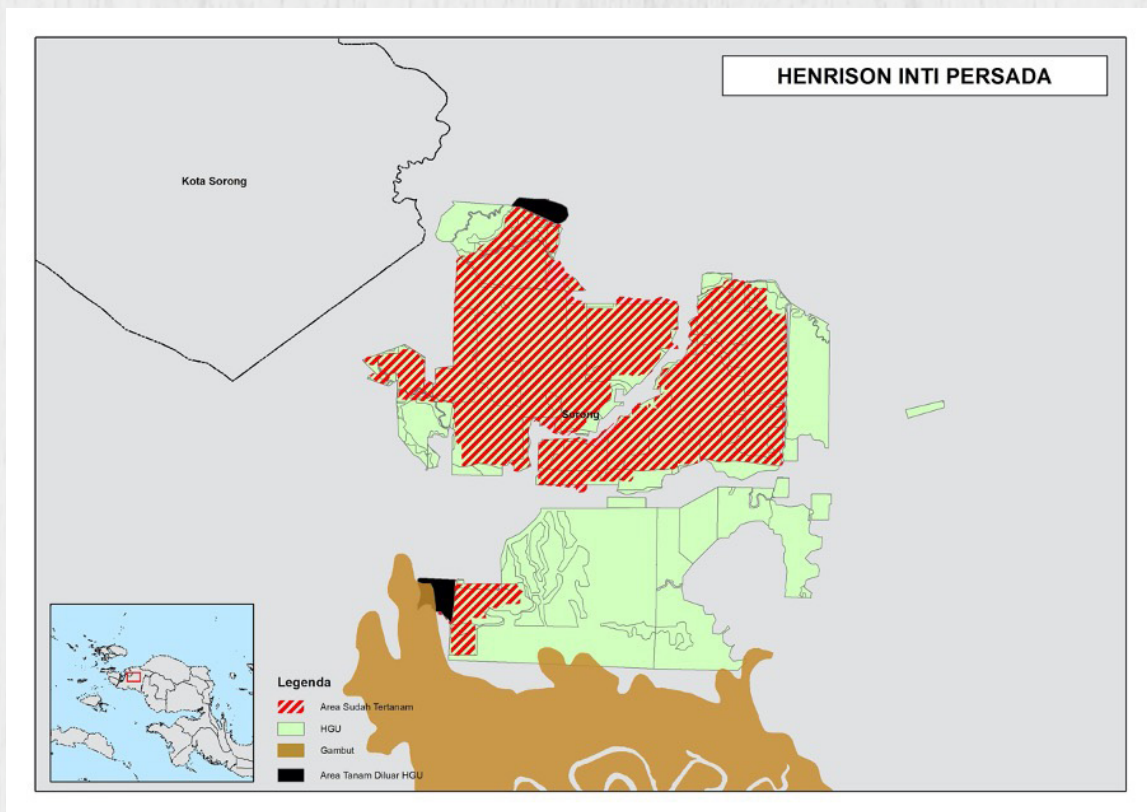 HENRISON INTI PERSADA
Kota Sorong
Sorong
Legenda
Area Sudah Tertanam
HGU
Gambut
Area Tanam Diluar HGU